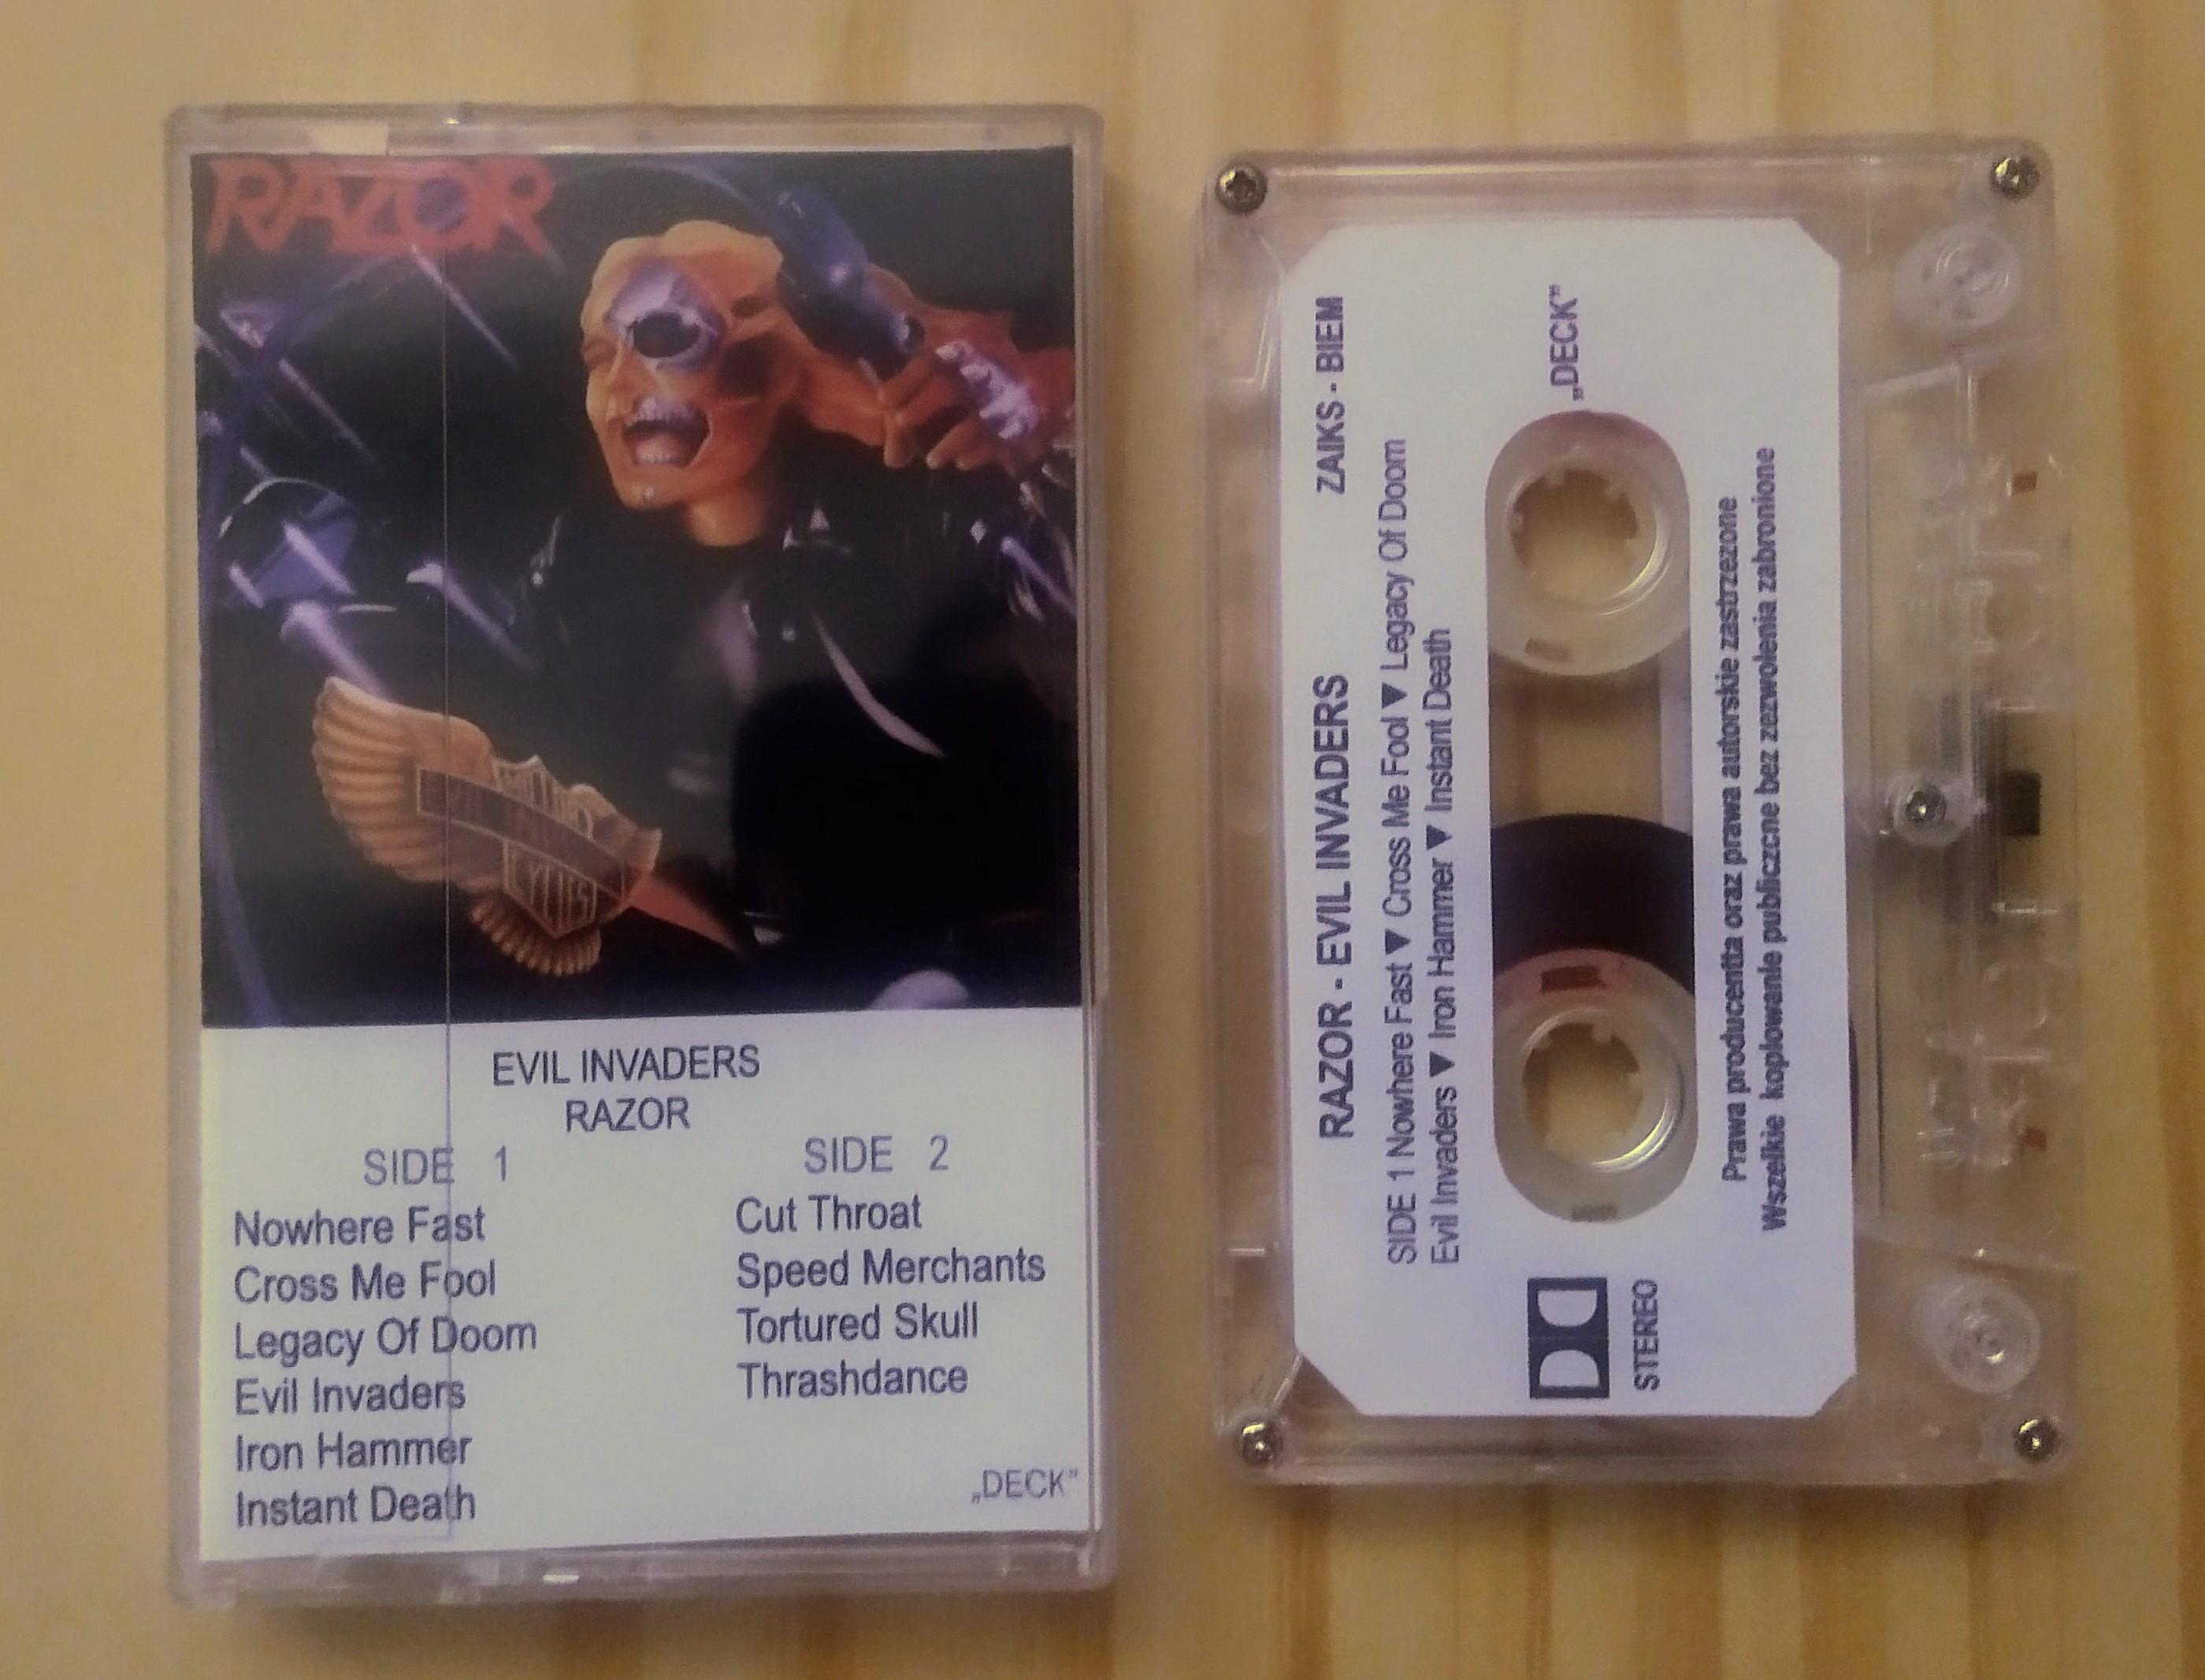 RAZOR
EVIL INVADERS
RAZOR
SIDE 1
Nowhere Fast
Cross Me Fool
Legacy Of Doom
Evil Invaders
Iron Hammer
Instant Death
SIDE 2
Cut Throat
Speed Merchants
Tortured Skull
Thrashdance
„DECK”
RAZOR - EVIL INVADERS ZAIKS - BIEM
SIDE 1 Nowhere Fast ▼ Cross Me Fool ▼ Legacy Of Doom
Evil Invaders ▼ Iron Hammer ▼ Instant Death
„DECK”
STEREO
Prawa producentta oraz prawa autorskie zastrzezone
Wszelkie kopiowanie publiczcne bez zezwolenia zabronione